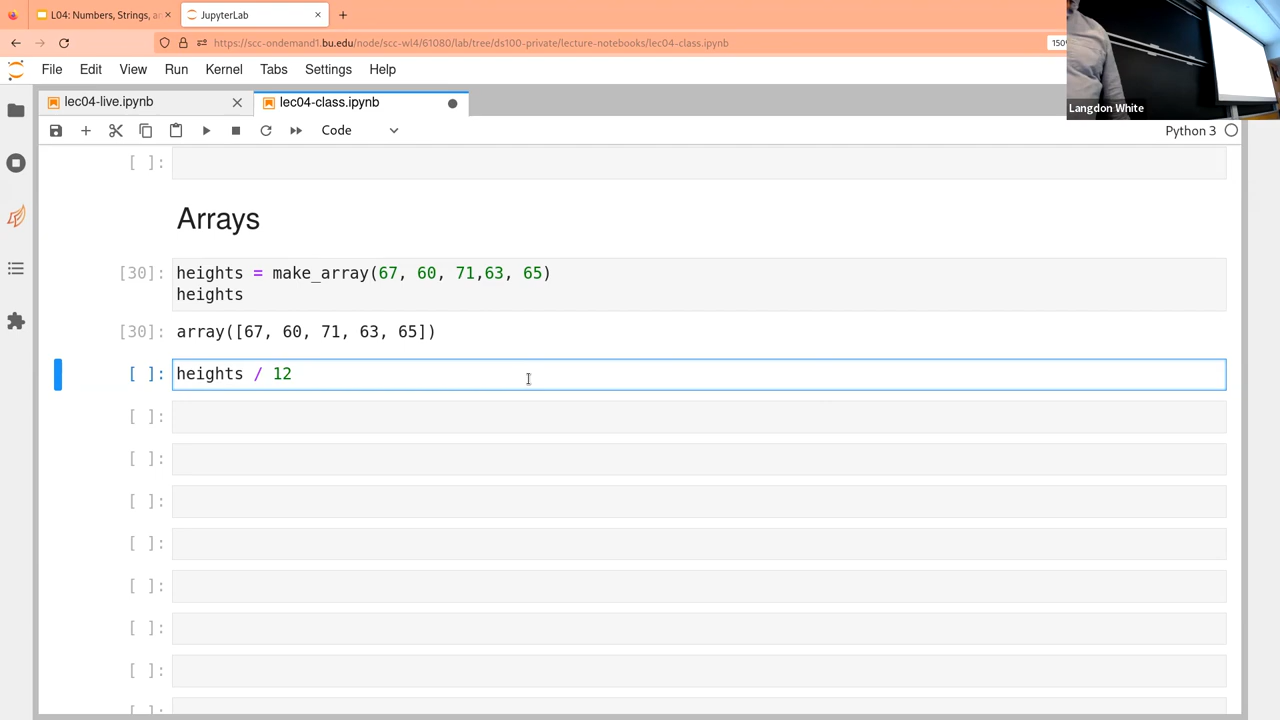 L04: Numbers, Strings, a
JupyterLab
https://scc-ondemand1.bu.edu/node/scc-wl4/61080/lab/tree/ds100-private/lecture-notebooks/lec04-class.ipynb
150
File Edit View Run Kernel Tabs Settings Help
Langdon White
lec04-live.ipynb
lec04-class.ipynb
Code
Python 3
[ ]:
Arrays
[30]: heights = make_array(67, 60, 71,63, 65)
heights
[30]: array([67, 60, 71, 63, 65])
[ ]: heights / 12
[ ]:
[ ]:
[ ]:
[ ]:
[ ]:
[ ]:
[ ]:
[ ]: